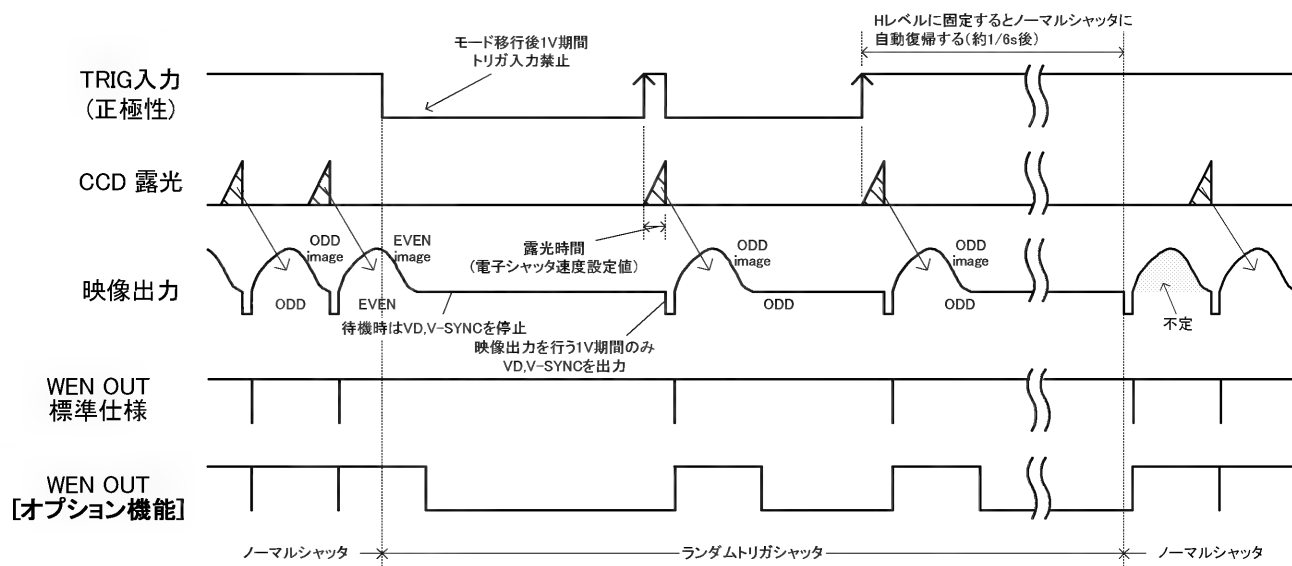 Hレベルに固定するとノーマルシャッタに
自動復帰する(約1/6s後)
モード移行後1V期間
トリガ入力禁止
TRIG入力
(正極性)
CCD 露光
露光時間
(電子シャッタ速度設定値)
ODD
image
EVEN
image
ODD
image
ODD
image
映像出力
ODD
EVEN
ODD
ODD
不定
待機時はVD,V-SYNCを停止
映像出力を行う1V期間のみ
VD,V-SYNCを出力
WEN OUT
標準仕様
WEN OUT
[オプション機能]
ノーマルシャッタ
ランダムトリガシャッタ
ノーマルシャッタ